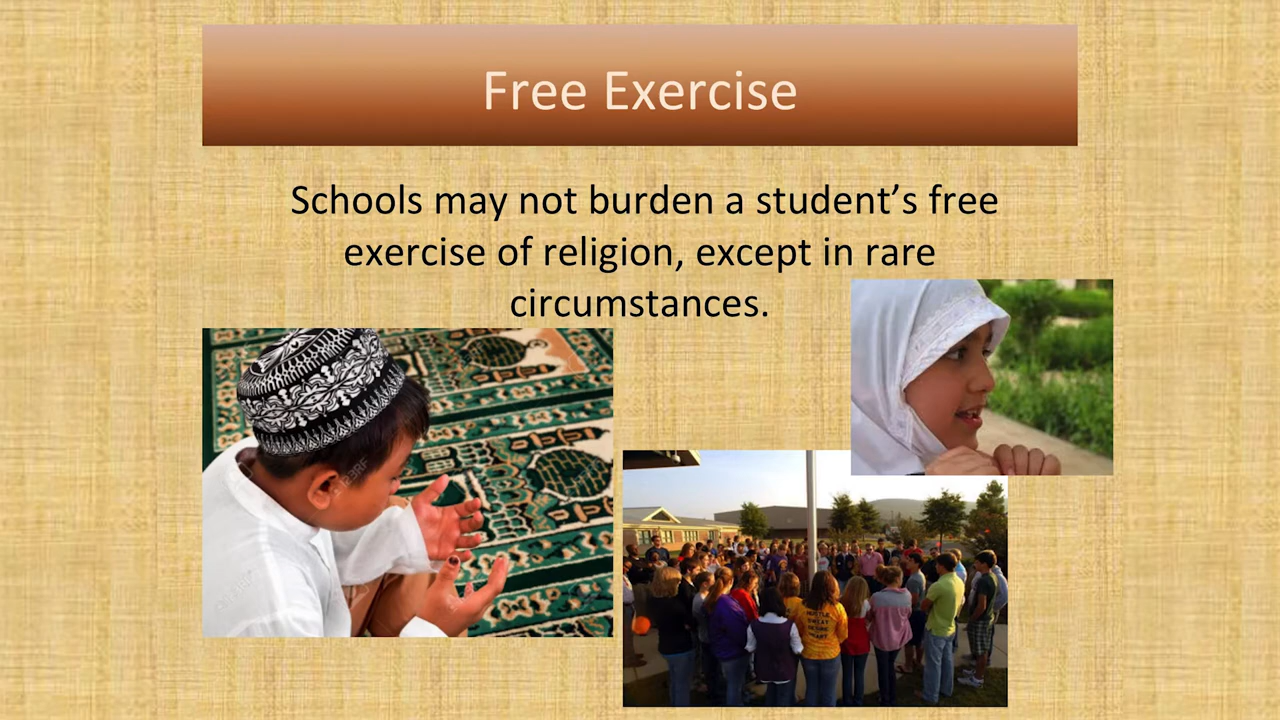 Free Exercise
Schools may not burden a student’s free
exercise of religion, except in rare
circumstances.